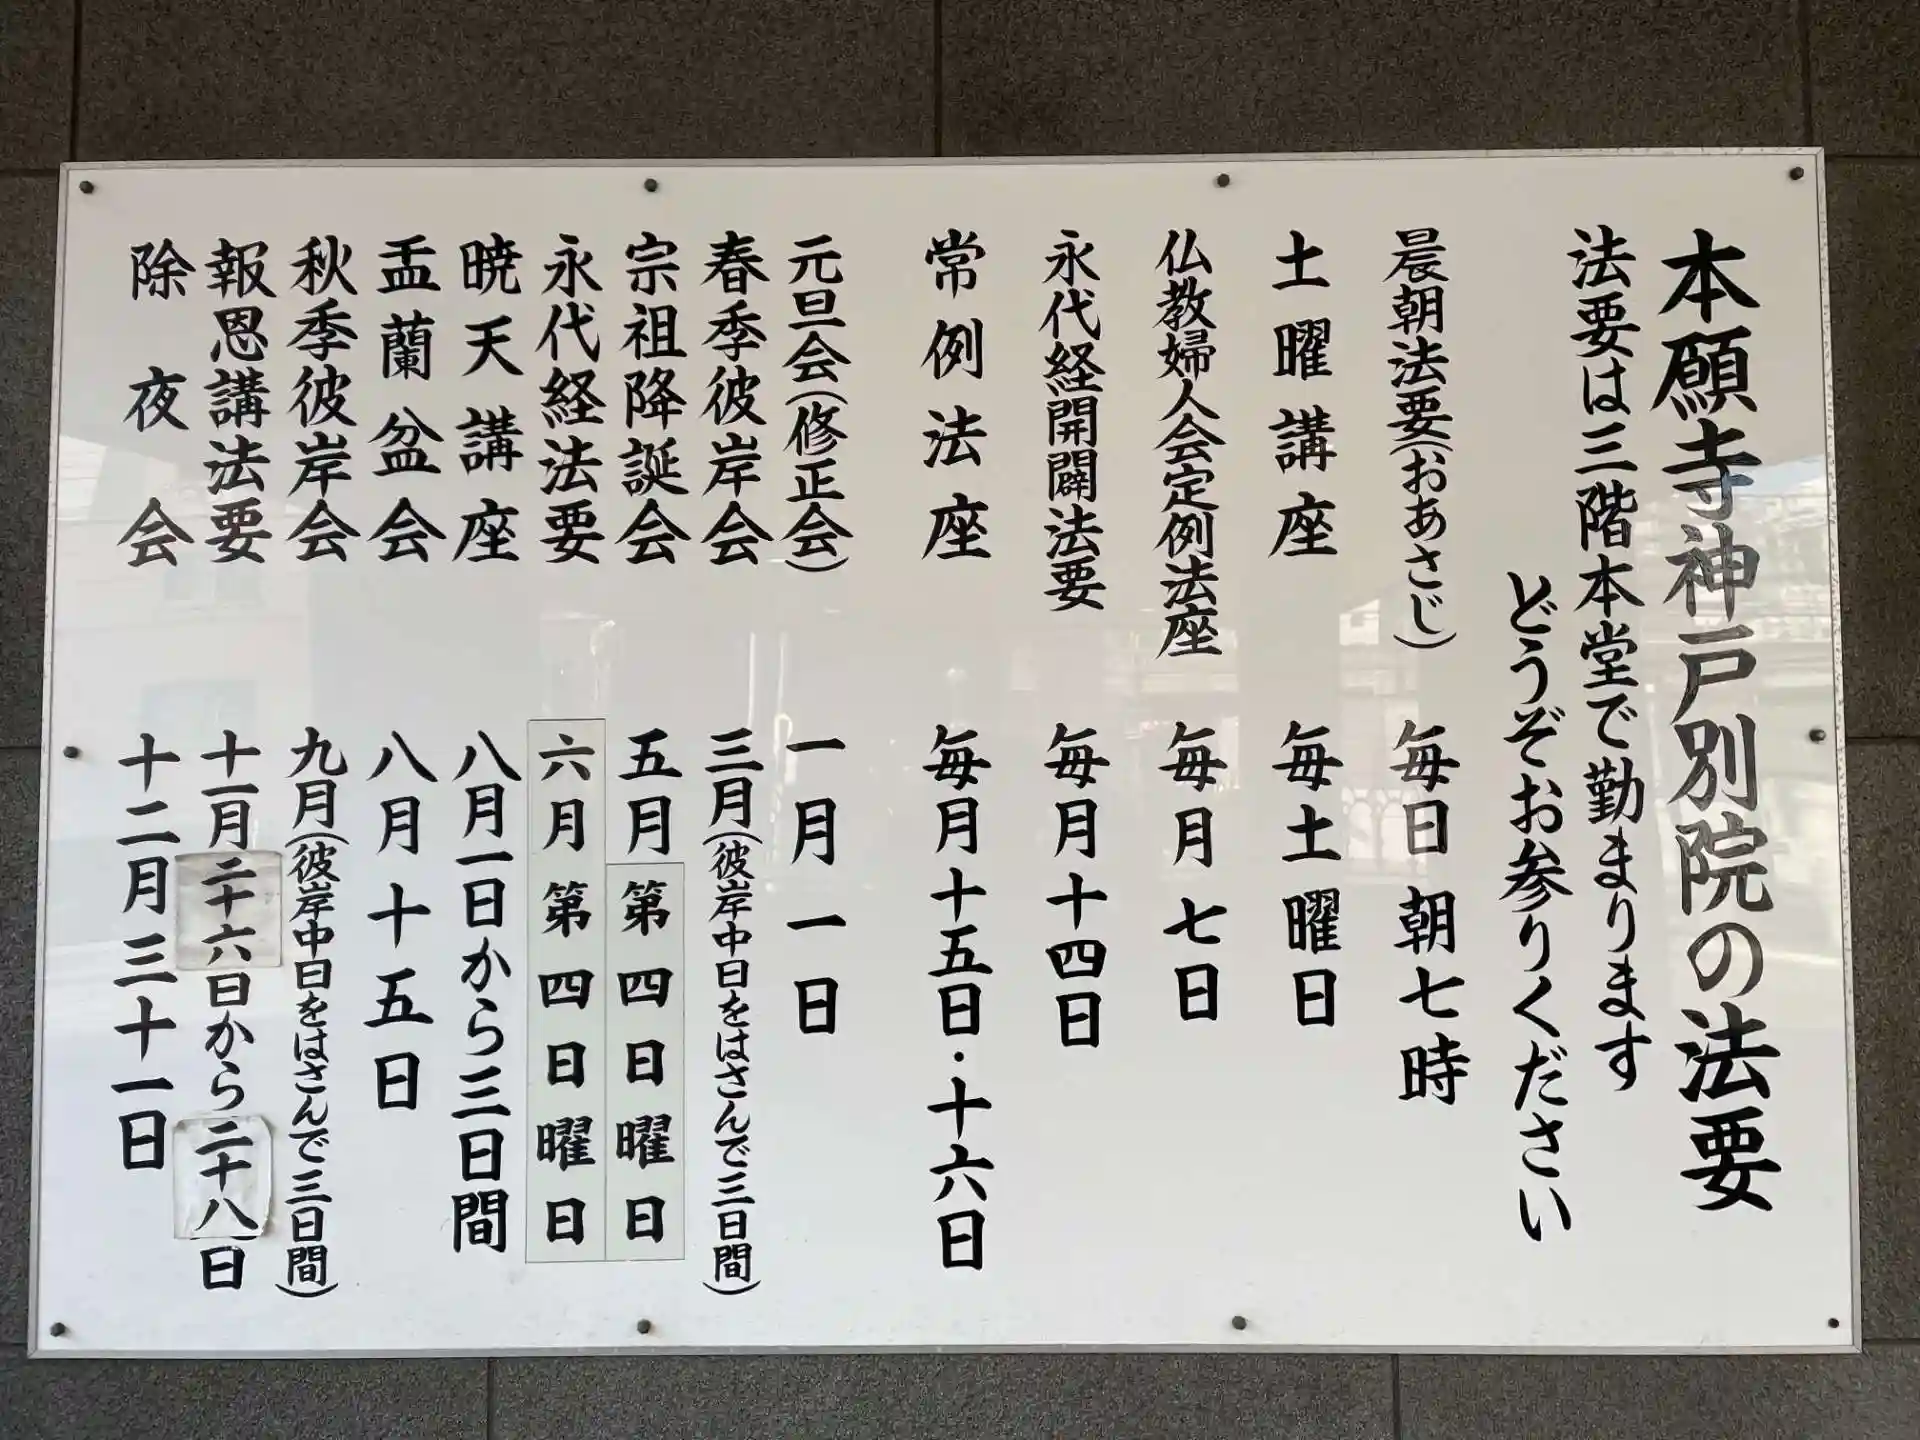 本願寺神戸別院の法要
法要は三階本堂で勤まります
どうぞお参りください
晨朝法要(おあさじ) 毎日朝七時
土曜講座 毎土曜日
仏教婦人会定例法座 毎月七日
永代経開闢法要 毎月十四日
常例法座 毎月十五日・十六日
元旦会(修正会) 一月一日
春季彼岸会 三月(彼岸中日をはさんで三日間)
宗祖降誕会 五月第四日曜日
永代経法要 六月第四日曜日
暁天講座 八月一日から三日間
盂蘭盆会 八月十五日
秋季彼岸会 九月(彼岸中日をはさんで三日間)
報恩講法要 十一月二十六日から二十八日
除夜会 十二月三十一日